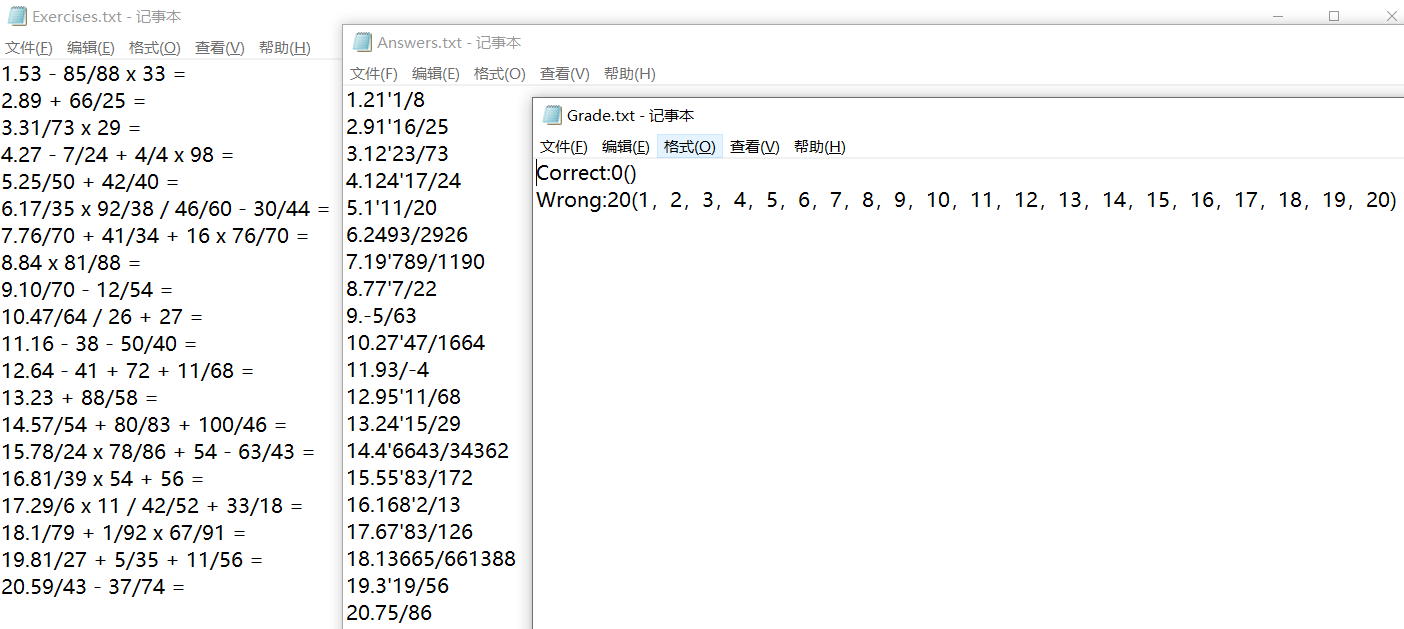 Exercises.txt - 记事本
文件(F) 编辑(E) 格式(O) 查看(V) 帮助(H)
1.53 - 85/88 x 33 =
2.89 + 66/25 =
3.31/73 x 29 =
4.27 - 7/24 + 4/4 x 98 =
5.25/50 + 42/40 =
6.17/35 x 92/38 / 46/60 - 30/44 =
7.76/70 + 41/34 + 16 x 76/70 =
8.84 x 81/88 =
9.10/70 - 12/54 =
10.47/64 / 26 + 27 =
11.16 - 38 - 50/40 =
12.64 - 41 + 72 + 11/68 =
13.23 + 88/58 =
14.57/54 + 80/83 + 100/46 =
15.78/24 x 78/86 + 54 - 63/43 =
16.81/39 x 54 + 56 =
17.29/6 x 11 / 42/52 + 33/18 =
18.1/79 + 1/92 x 67/91 =
19.81/27 + 5/35 + 11/56 =
20.59/43 - 37/74 =
Answers.txt - 记事本
文件(F) 编辑(E) 格式(O) 查看(V) 帮助(H)
1.21'1/8
2.91'16/25
3.12'23/73
4.124'17/24
5.1'11/20
6.2493/2926
7.19'789/1190
8.77'7/22
9.-5/63
10.27'47/1664
11.93/-4
12.95'11/68
13.24'15/29
14.4'6643/34362
15.55'83/172
16.168'2/13
17.67'83/126
18.13665/661388
19.3'19/56
20.75/86
Grade.txt - 记事本
文件(F) 编辑(E) 格式(O) 查看(V) 帮助(H)
Correct:0()
Wrong:20(1，2，3，4，5，6，7，8，9，10，11，12，13，14，15，16，17，18，19，20)